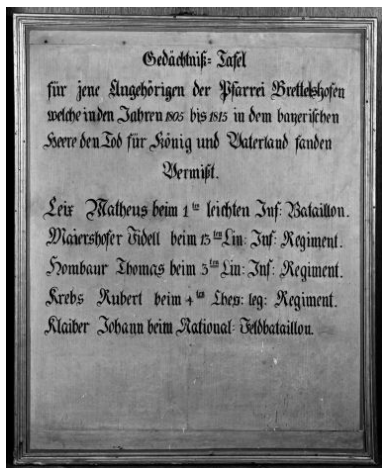 Gedächtniß-Tafel
für jene Angehörigen der Pfarrei Brettelshofen
welche in den Jahren 1805 bis 1815 in dem bayerischen
Heere den Tod für König und Vaterland fanden
Vermißt.
Leix Matheus beim 1ten leichten Inf: Bataillon.
Maiershofer Fidell beim 13ten Lin: Inf: Regiment.
Hombaur Thomas beim 3ten Lin: Inf: Regiment.
Krebs Rubert beim 4ten Chev: leg: Regiment.
Klaiber Johann beim National: Feldbataillon.